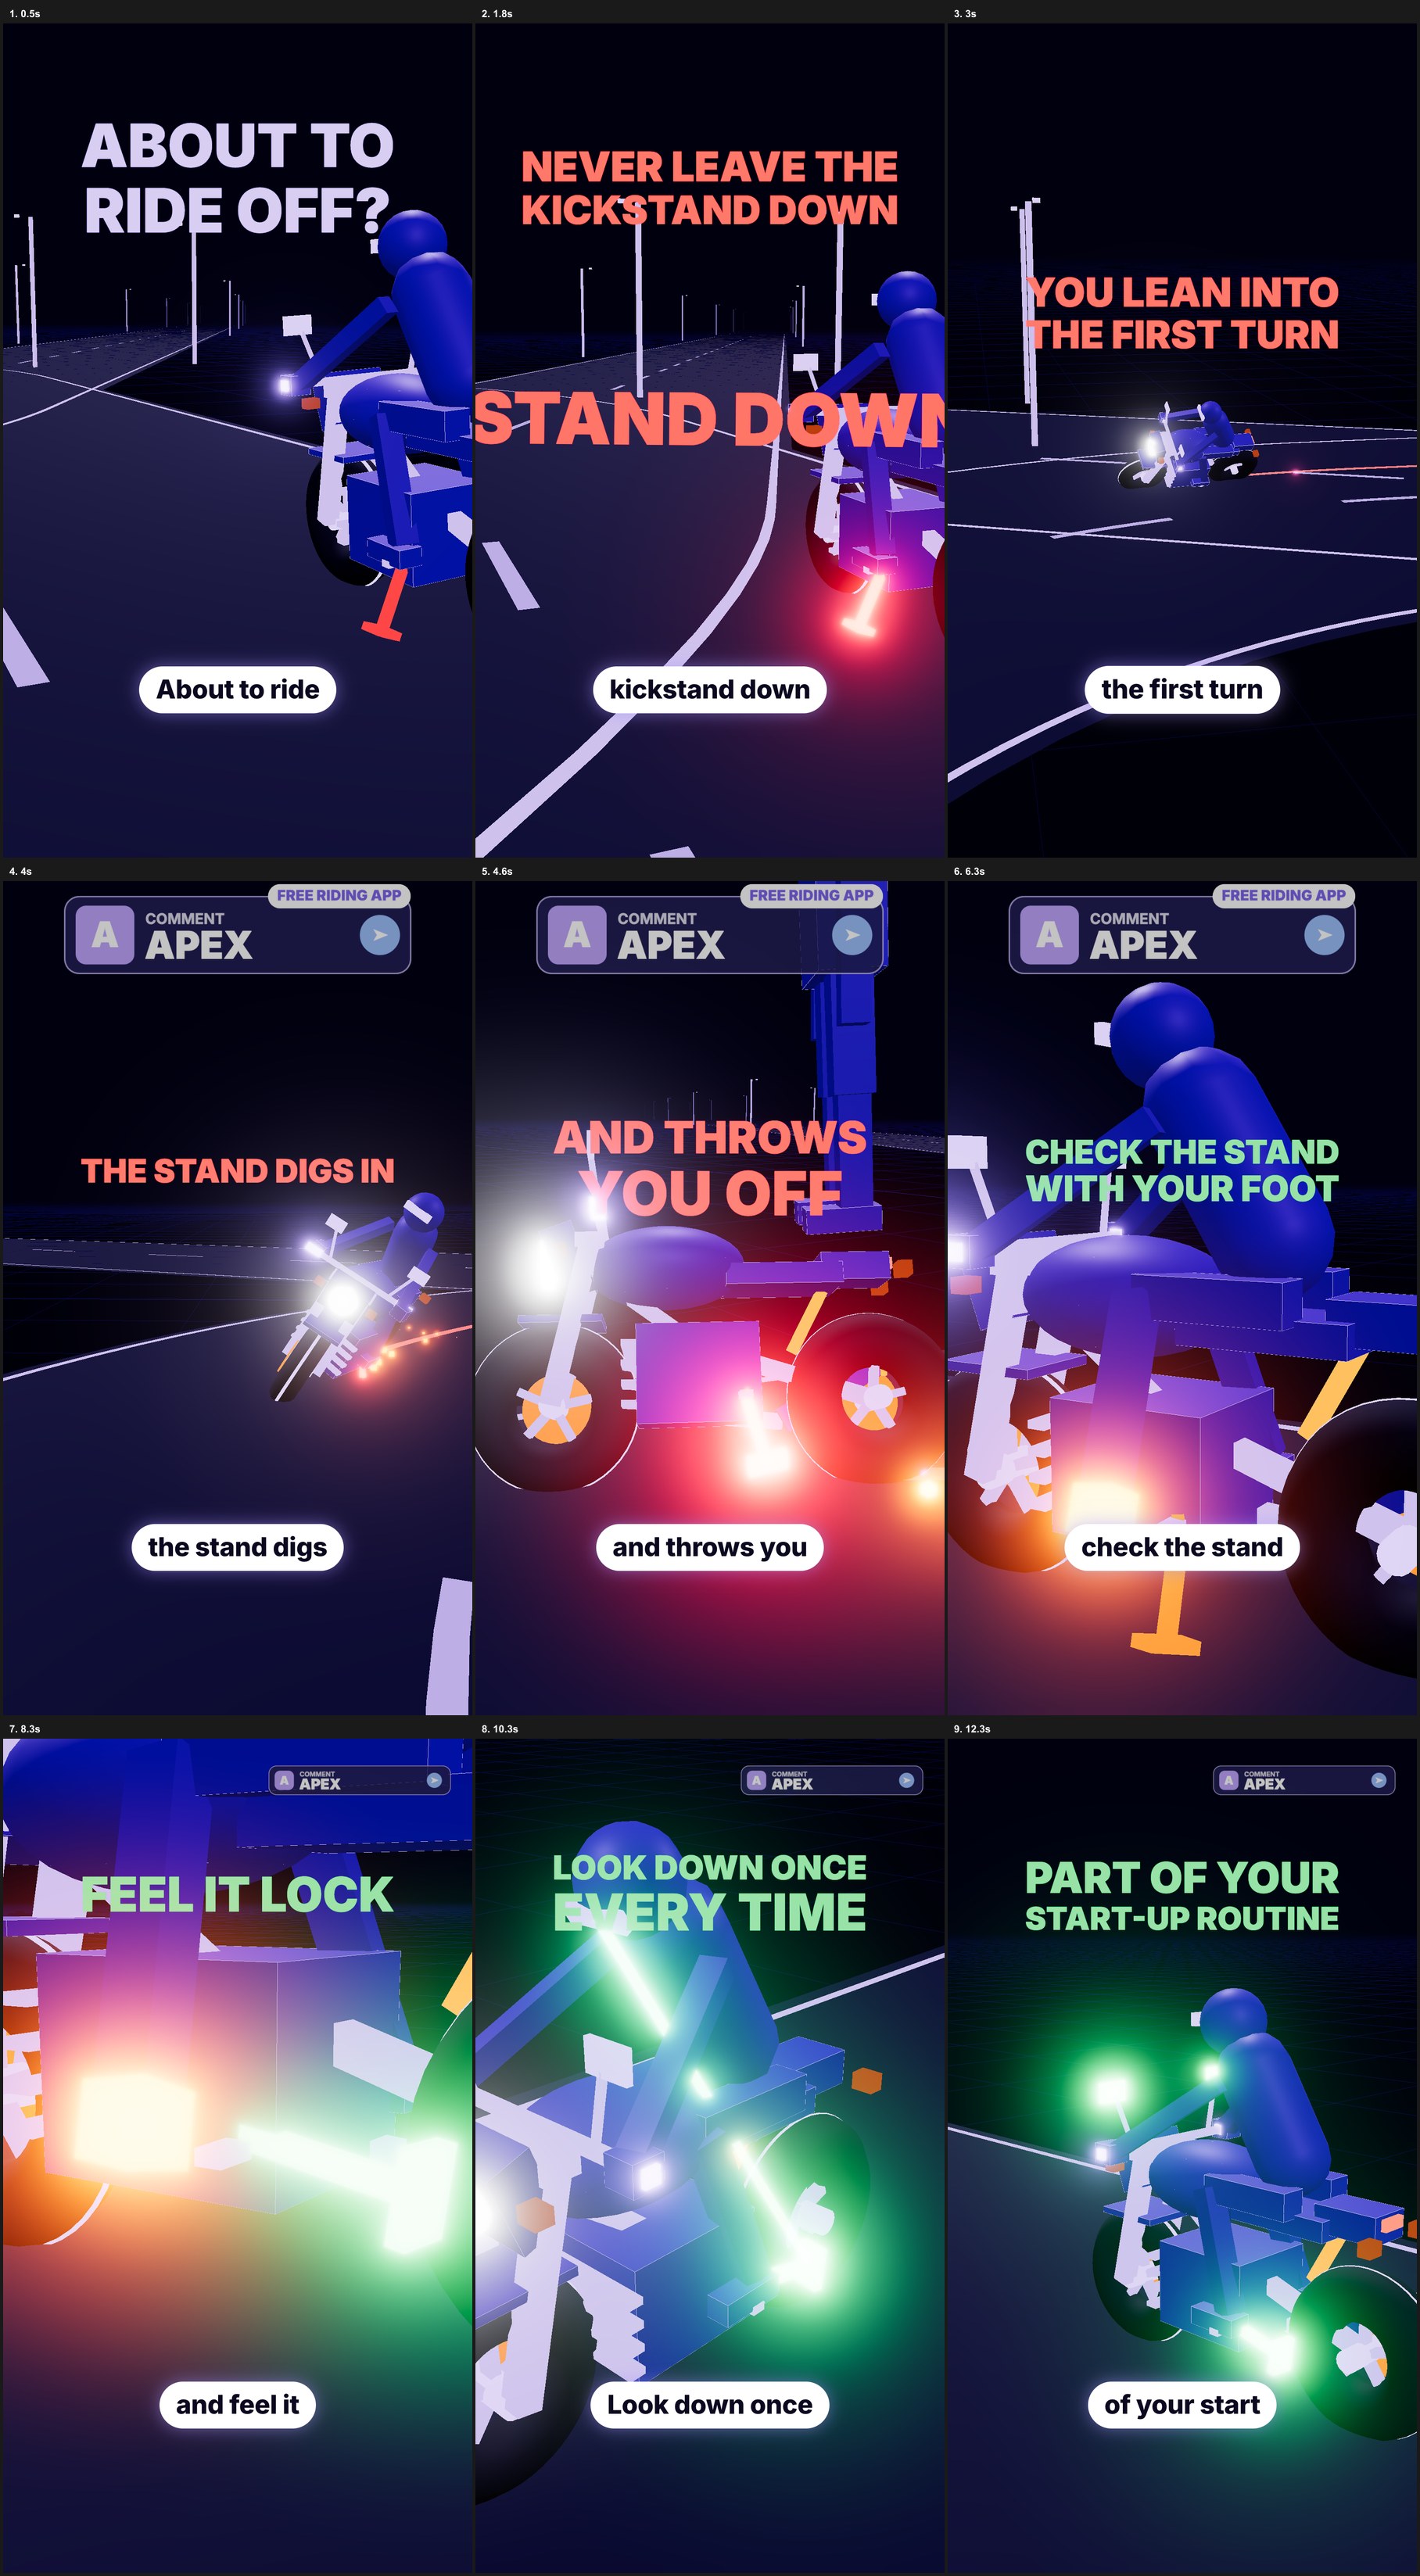 1. 0.5s
ABOUT TO
RIDE OFF?
About to ride
2. 1.8s
NEVER LEAVE THE
KICKSTAND DOWN
STAND DOWN
kickstand down
3. 3s
YOU LEAN INTO
THE FIRST TURN
the first turn
4. 4s
FREE RIDING APP
A
COMMENT
APEX
THE STAND DIGS IN
the stand digs
5. 4.6s
FREE RIDING APP
A
COMMENT
APEX
AND THROWS
YOU OFF
and throws you
6. 6.3s
FREE RIDING APP
A
COMMENT
APEX
CHECK THE STAND
WITH YOUR FOOT
check the stand
7. 8.3s
A
COMMENT
APEX
FEEL IT LOCK
and feel it
8. 10.3s
A
COMMENT
APEX
LOOK DOWN ONCE
EVERY TIME
Look down once
9. 12.3s
A
COMMENT
APEX
PART OF YOUR
START-UP ROUTINE
of your start